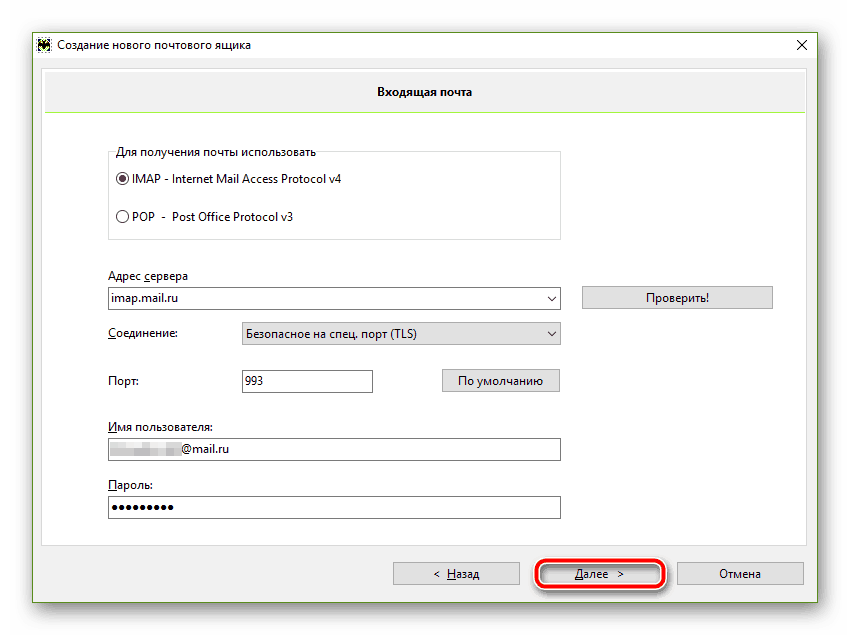 Создание нового почтового ящика
Входящая почта
Для получения почты использовать
IMAP - Internet Mail Access Protocol v4
POP - Post Office Protocol v3
Адрес сервера
imap.mail.ru
Проверить!
Соединение:
Безопасное на спец. порт (TLS)
Порт:
993
По умолчанию
Имя пользователя:
@mail.ru
Пароль:
•••••••••
< Назад
Далее >
Отмена